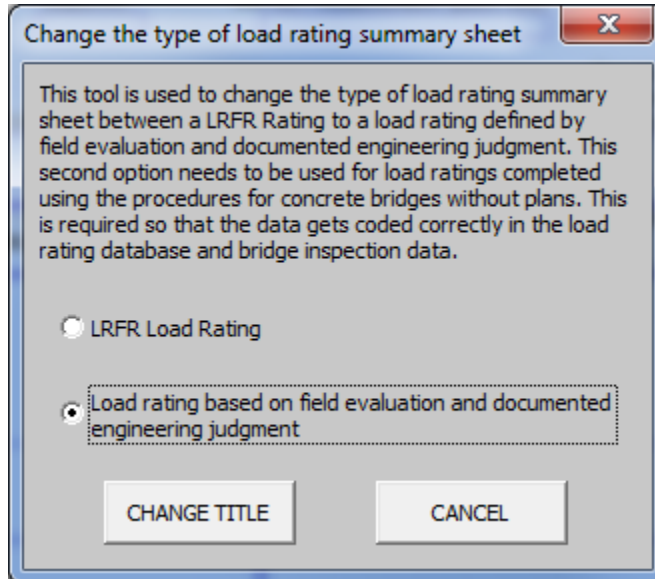 Change the type of load rating summary sheet
This tool is used to change the type of load rating summary
sheet between a LRFR Rating to a load rating defined by
field evaluation and documented engineering judgment. This
second option needs to be used for load ratings completed
using the procedures for concrete bridges without plans. This
is required so that the data gets coded correctly in the load
rating database and bridge inspection data.
LRFR Load Rating
Load rating based on field evaluation and documented
engineering judgment
CHANGE TITLE CANCEL